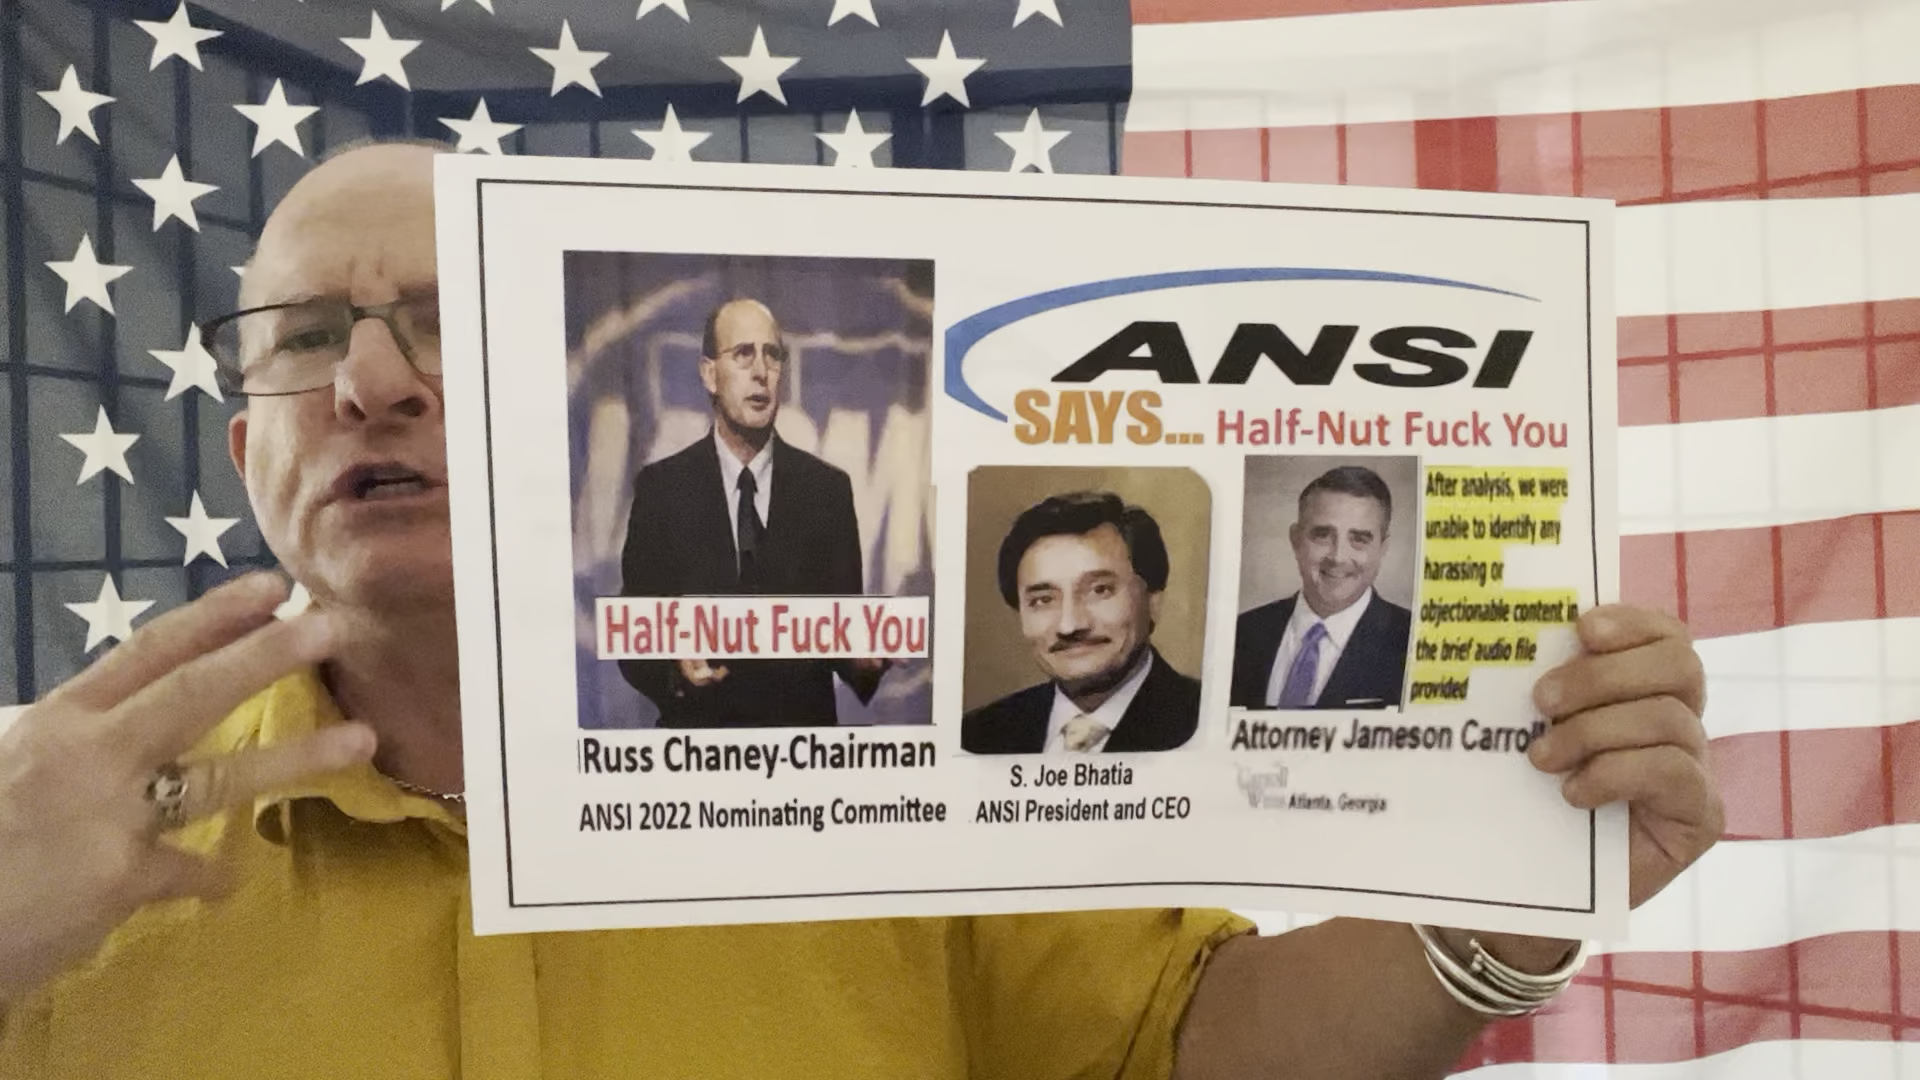 ANSI
SAYS... Half-Nut Fuck You
Half-Nut Fuck You
Russ Chaney-Chairman
ANSI 2022 Nominating Committee
S. Joe Bhatia
ANSI President and CEO
After analysis, we were
unable to identify any
harassing or
objectionable content in
the brief audio file
provided
Attorney Jameson Carroll
Atlanta, Georgia